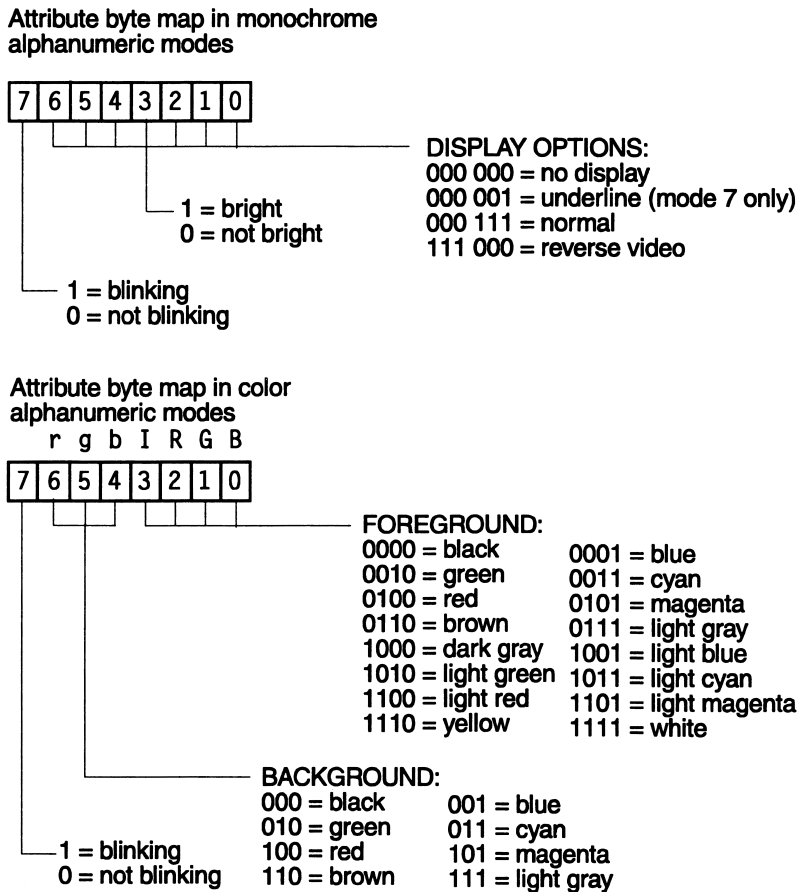 Attribute byte map in monochrome
alphanumeric modes
7 6 5 4 3 2 1 0
DISPLAY OPTIONS:
000 000 = no display
000 001 = underline (mode 7 only)
000 111 = normal
111 000 = reverse video
1 = bright
0 = not bright
1 = blinking
0 = not blinking
Attribute byte map in color
alphanumeric modes
r g b I R G B
7 6 5 4 3 2 1 0
FOREGROUND:
0000 = black 0001 = blue
0010 = green 0011 = cyan
0100 = red 0101 = magenta
0110 = brown 0111 = light gray
1000 = dark gray 1001 = light blue
1010 = light green 1011 = light cyan
1100 = light red 1101 = light magenta
1110 = yellow 1111 = white
BACKGROUND:
000 = black 001 = blue
010 = green 011 = cyan
100 = red 101 = magenta
110 = brown 111 = light gray
1 = blinking
0 = not blinking